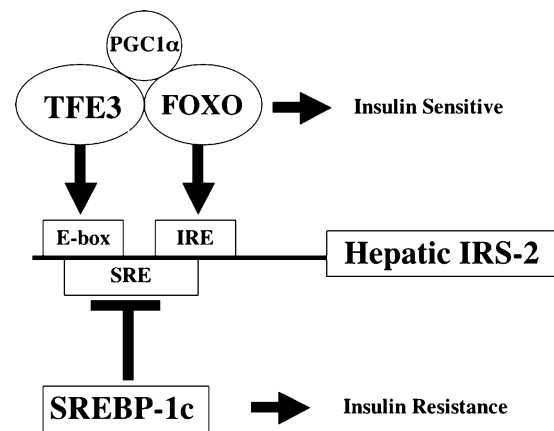 PGC1α
TFE3
FOXO
Insulin Sensitive
E-box
IRE
SRE
Hepatic IRS-2
SREBP-1c
Insulin Resistance